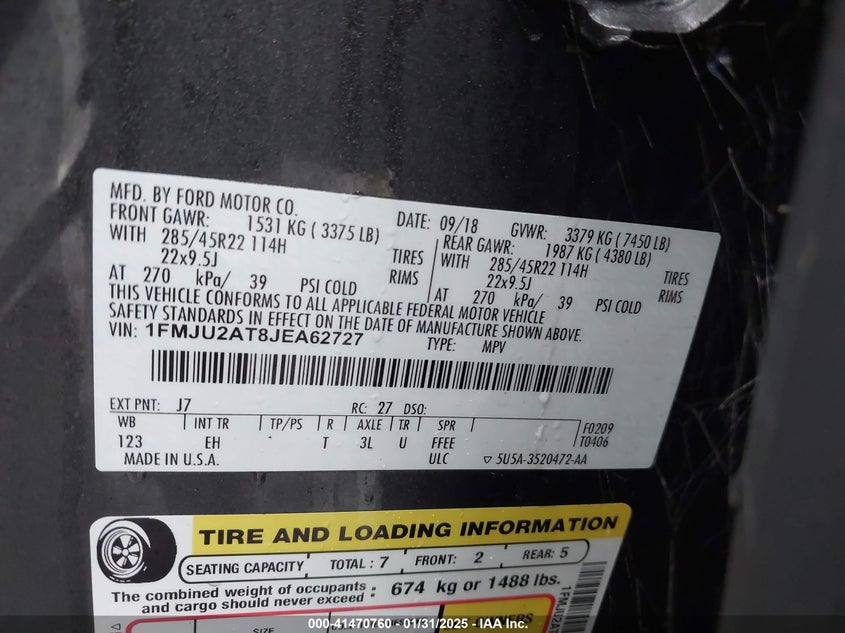 MFD. BY FORD MOTOR CO. DATE: 09/18 GVWR: 3379 KG ( 7450 LB)
FRONT GAWR: 1531 KG ( 3375 LB) REAR GAWR: 1987 KG ( 4380 LB)
WITH 285/45R22 114H TIRES WITH 285/45R22 114H TIRES
22x9.5J RIMS 22x9.5J RIMS
AT 270 kPa/ 39 PSI COLD AT 270 kPa/ 39 PSI COLD
THIS VEHICLE CONFORMS TO ALL APPLICABLE FEDERAL MOTOR VEHICLE
SAFETY STANDARDS IN EFFECT ON THE DATE OF MANUFACTURE SHOWN ABOVE.
VIN: 1FMJU2AT8JEA62727 TYPE: MPV
EXT PNT: J7 RC: 27 DSO:
WB INT TR TP/PS R AXLE TR SPR F0209
123 EH T 3L U FFEE T0406
MADE IN U.S.A. ULC ▽ 5U5A-3520472-AA
TIRE AND LOADING INFORMATION
SEATING CAPACITY TOTAL : 7 FRONT: 2 REAR: 5
The combined weight of occupants and cargo should never exceed : 674 kg or 1488 lbs.
SIZE
1FMJU2AT
000-41470760 - 01/31/2025 - IAA Inc.